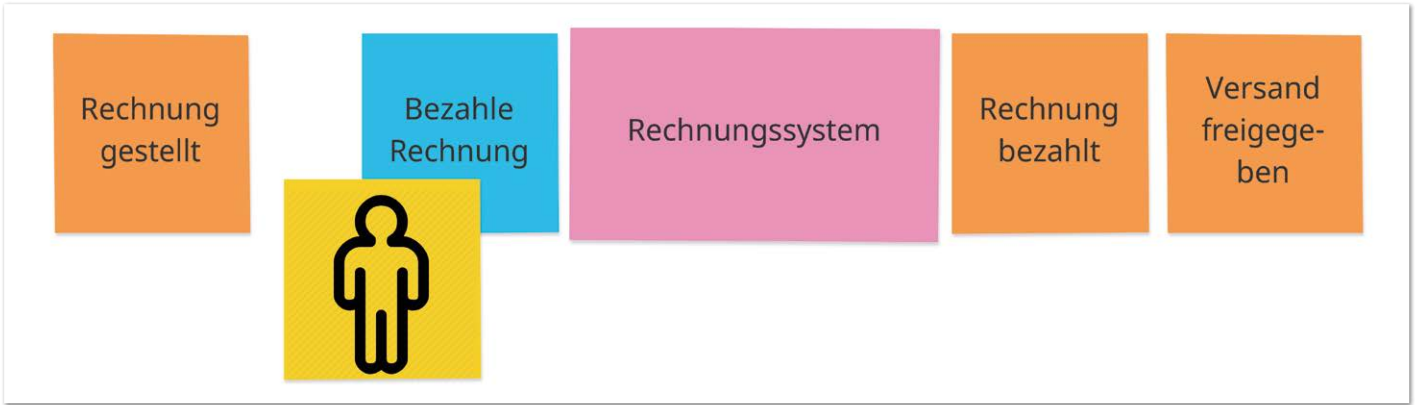 Rechnung
gestellt
Bezahle
Rechnung
Rechnungssystem
Rechnung
bezahlt
Versand
freigege-
ben